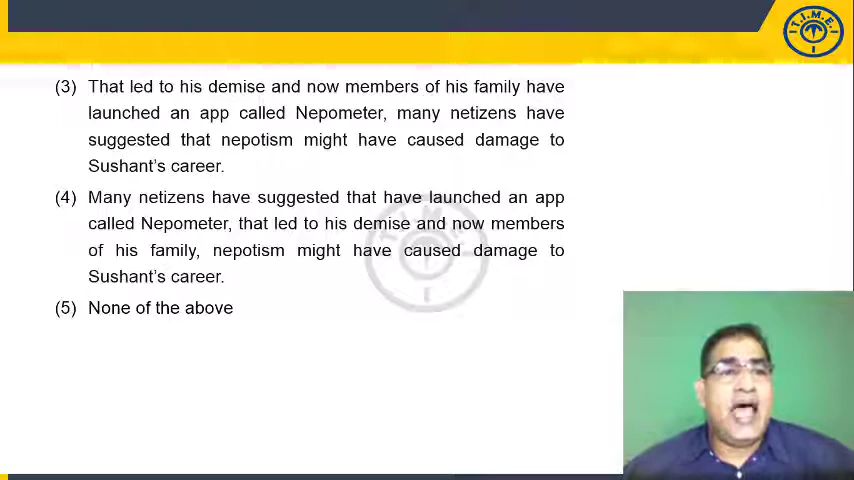 T.I.M.E.
(3) That led to his demise and now members of his family have
launched an app called Nepometer, many netizens have
suggested that nepotism might have caused damage to
Sushant's career.
(4) Many netizens have suggested that have launched an app
called Nepometer, that led to his demise and now members
of his family, nepotism might have caused damage to
Sushant's career.
(5) None of the above
T.I.M.E.